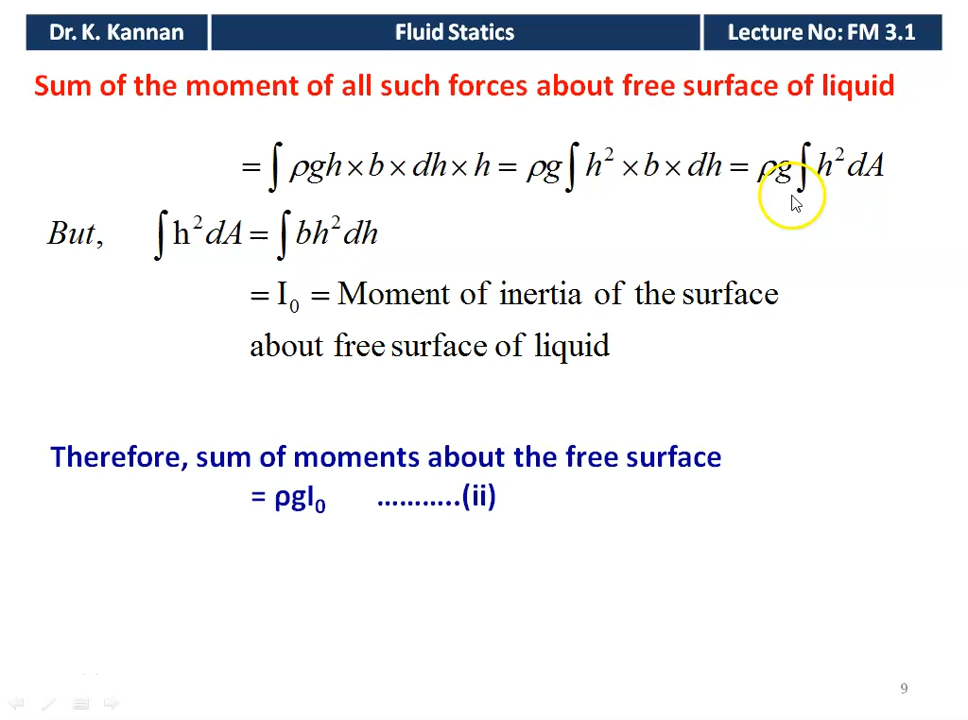 Dr. K. Kannan Fluid Statics Lecture No: FM 3.1
Sum of the moment of all such forces about free surface of liquid
= ∫ ρgh × b × dh × h = ρg ∫ h² × b × dh = ρg ∫ h² dA
But, ∫ h² dA = ∫ bh² dh
= I₀ = Moment of inertia of the surface
about free surface of liquid
Therefore, sum of moments about the free surface
= ρgI₀ ………..(ii)
9